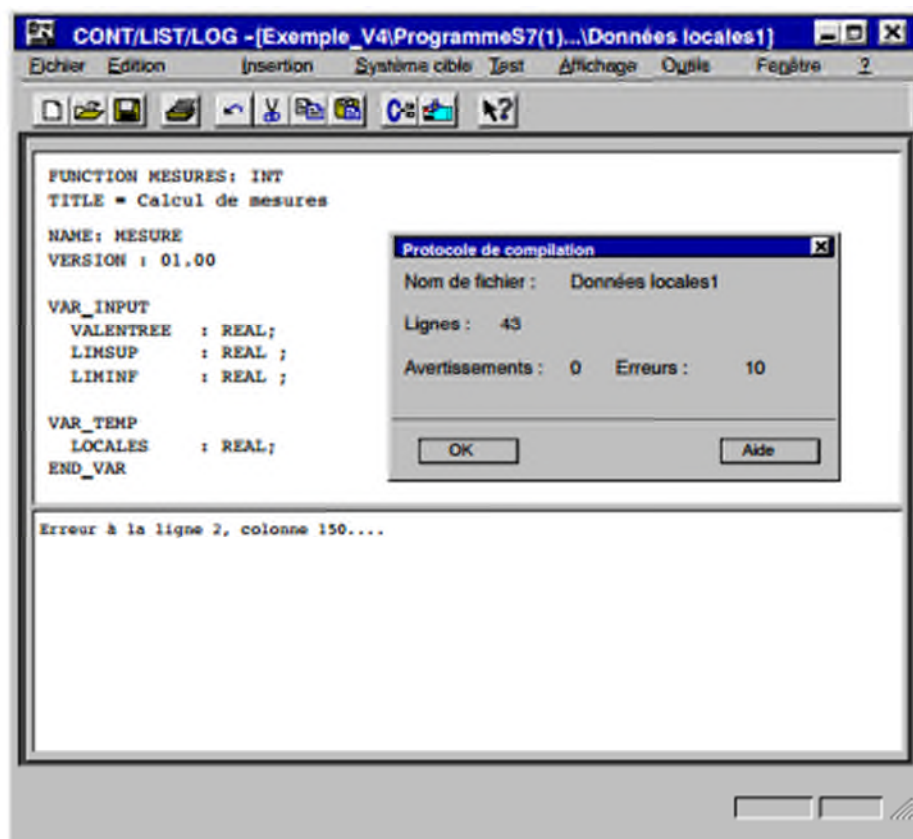 CONT/LIST/LOG -[Exemple_V4\ProgrammeS7(1)...\Données locales1]
Fichier Edition Insertion Système cible Test Affichage Outils Fenêtre ?
FUNCTION MESURES: INT
TITLE = Calcul de mesures
NAME: MESURE
VERSION : 01.00
VAR_INPUT
VALENTREE : REAL;
LIMSUP : REAL ;
LIMINF : REAL ;
VAR_TEMP
LOCALES : REAL;
END_VAR
Protocole de compilation
Nom de fichier : Données locales1
Lignes : 43
Avertissements : 0 Erreurs : 10
OK Aide
Erreur à la ligne 2, colonne 150....